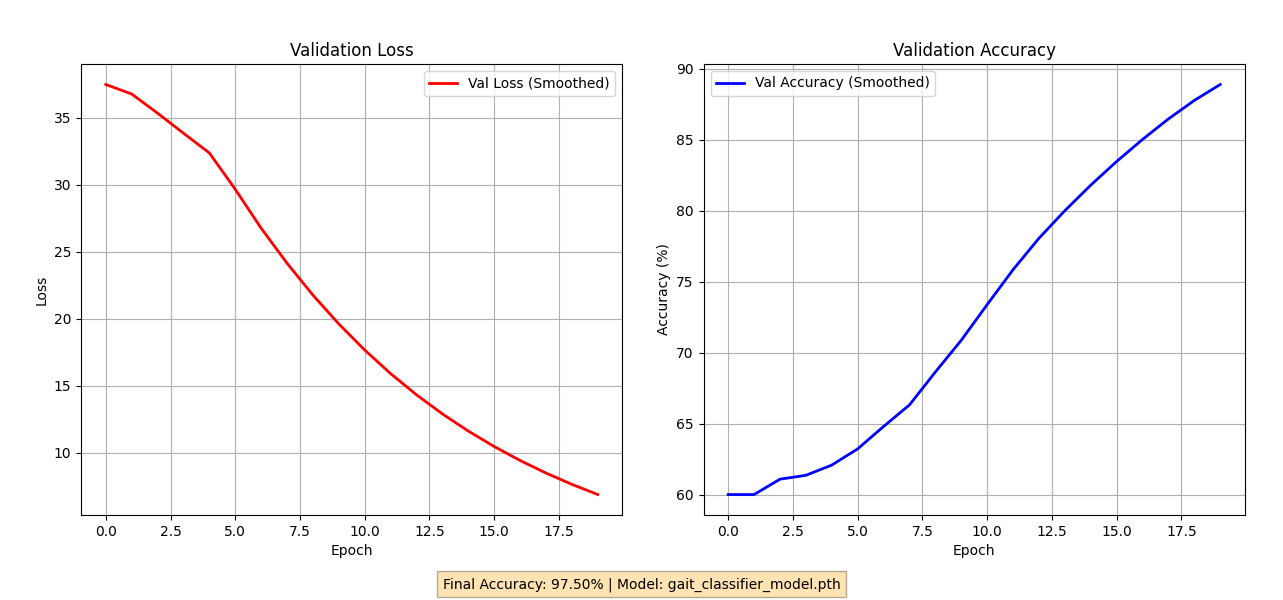 Validation Loss
Val Loss (Smoothed)
35
30
25
20
15
10
Loss
0.0 2.5 5.0 7.5 10.0 12.5 15.0 17.5
Epoch
Validation Accuracy
Val Accuracy (Smoothed)
90
85
80
75
70
65
60
Accuracy (%)
0.0 2.5 5.0 7.5 10.0 12.5 15.0 17.5
Epoch
Final Accuracy: 97.50% | Model: gait_classifier_model.pth